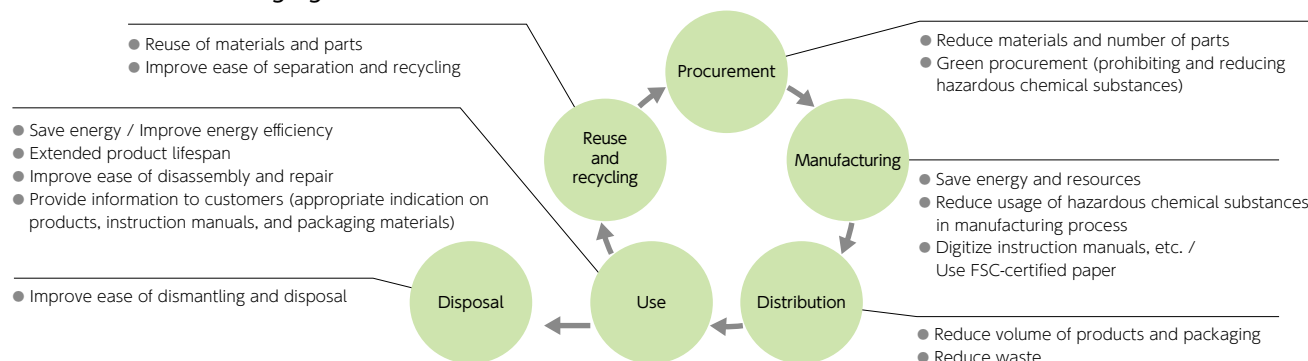 ● Reuse of materials and parts
● Improve ease of separation and recycling
Procurement
● Reduce materials and number of parts
● Green procurement (prohibiting and reducing
hazardous chemical substances)
● Save energy / Improve energy efficiency
● Extended product lifespan
● Improve ease of disassembly and repair
● Provide information to customers (appropriate indication on
products, instruction manuals, and packaging materials)
Reuse
and
recycling
Manufacturing
● Save energy and resources
● Reduce usage of hazardous chemical substances
in manufacturing process
● Digitize instruction manuals, etc. /
Use FSC-certified paper
● Improve ease of dismantling and disposal
Disposal
Use
Distribution
● Reduce volume of products and packaging
● Reduce waste